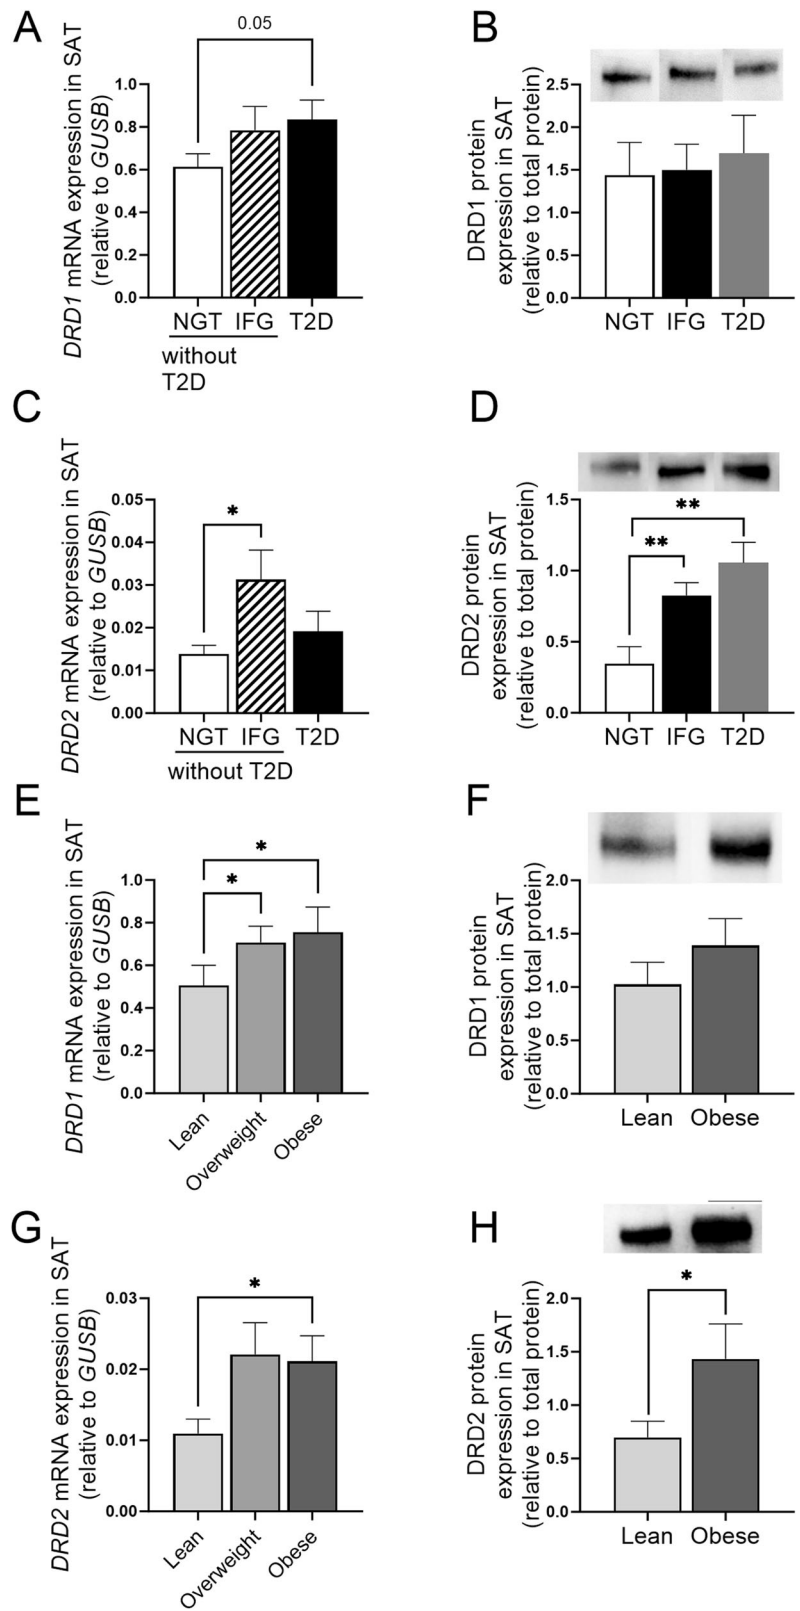 A
DRD1 mRNA expression in SAT
(relative to GUSB)
0.05
1.0
0.8
0.6
0.4
0.2
0.0
NGT IFG T2D
without
T2D
B
DRD1 protein
expression in SAT
(relative to total protein)
2.5
2.0
1.5
1.0
0.5
0.0
NGT IFG T2D
C
DRD2 mRNA expression in SAT
(relative to GUSB)
0.05
0.04
0.03
0.02
0.01
0.00
*
NGT IFG T2D
without T2D
D
DRD2 protein
expression in SAT
(relative to total protein)
1.5
1.0
0.5
0.0
**
**
NGT IFG T2D
E
DRD1 mRNA expression in SAT
(relative to GUSB)
1.0
0.8
0.6
0.4
0.2
0.0
*
*
Lean
Overweight
Obese
F
DRD1 protein
expression in SAT
(relative to total protein)
2.0
1.5
1.0
0.5
0.0
Lean Obese
G
DRD2 mRNA expression in SAT
(relative to GUSB)
0.03
0.02
0.01
0.00
*
Lean
Overweight
Obese
H
DRD2 protein
expression in SAT
(relative to total protein)
2.0
1.5
1.0
0.5
0.0
*
Lean Obese